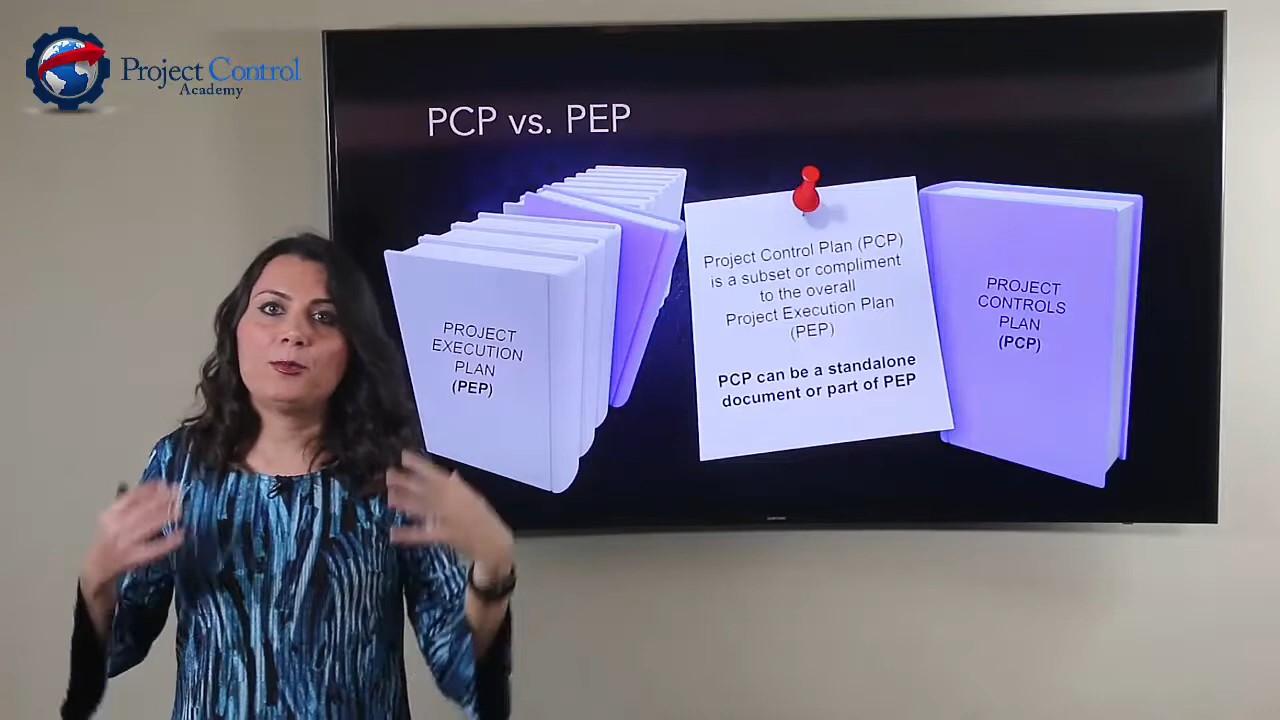 Project Control
Academy
PCP vs. PEP
PROJECT
EXECUTION
PLAN
(PEP)
Project Control Plan (PCP)
is a subset or compliment
to the overall
Project Execution Plan
(PEP)
PCP can be a standalone
document or part of PEP
PROJECT
CONTROLS
PLAN
(PCP)